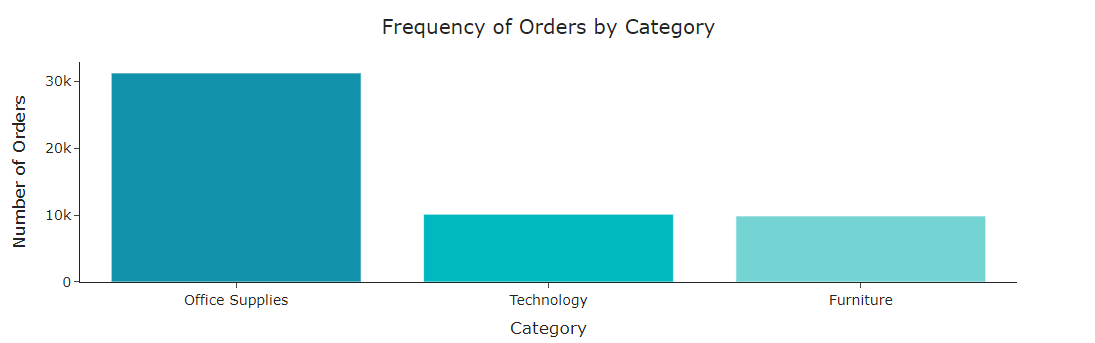 Frequency of Orders by Category
Number of Orders
30k
20k
10k
0
Office Supplies
Technology
Furniture
Category